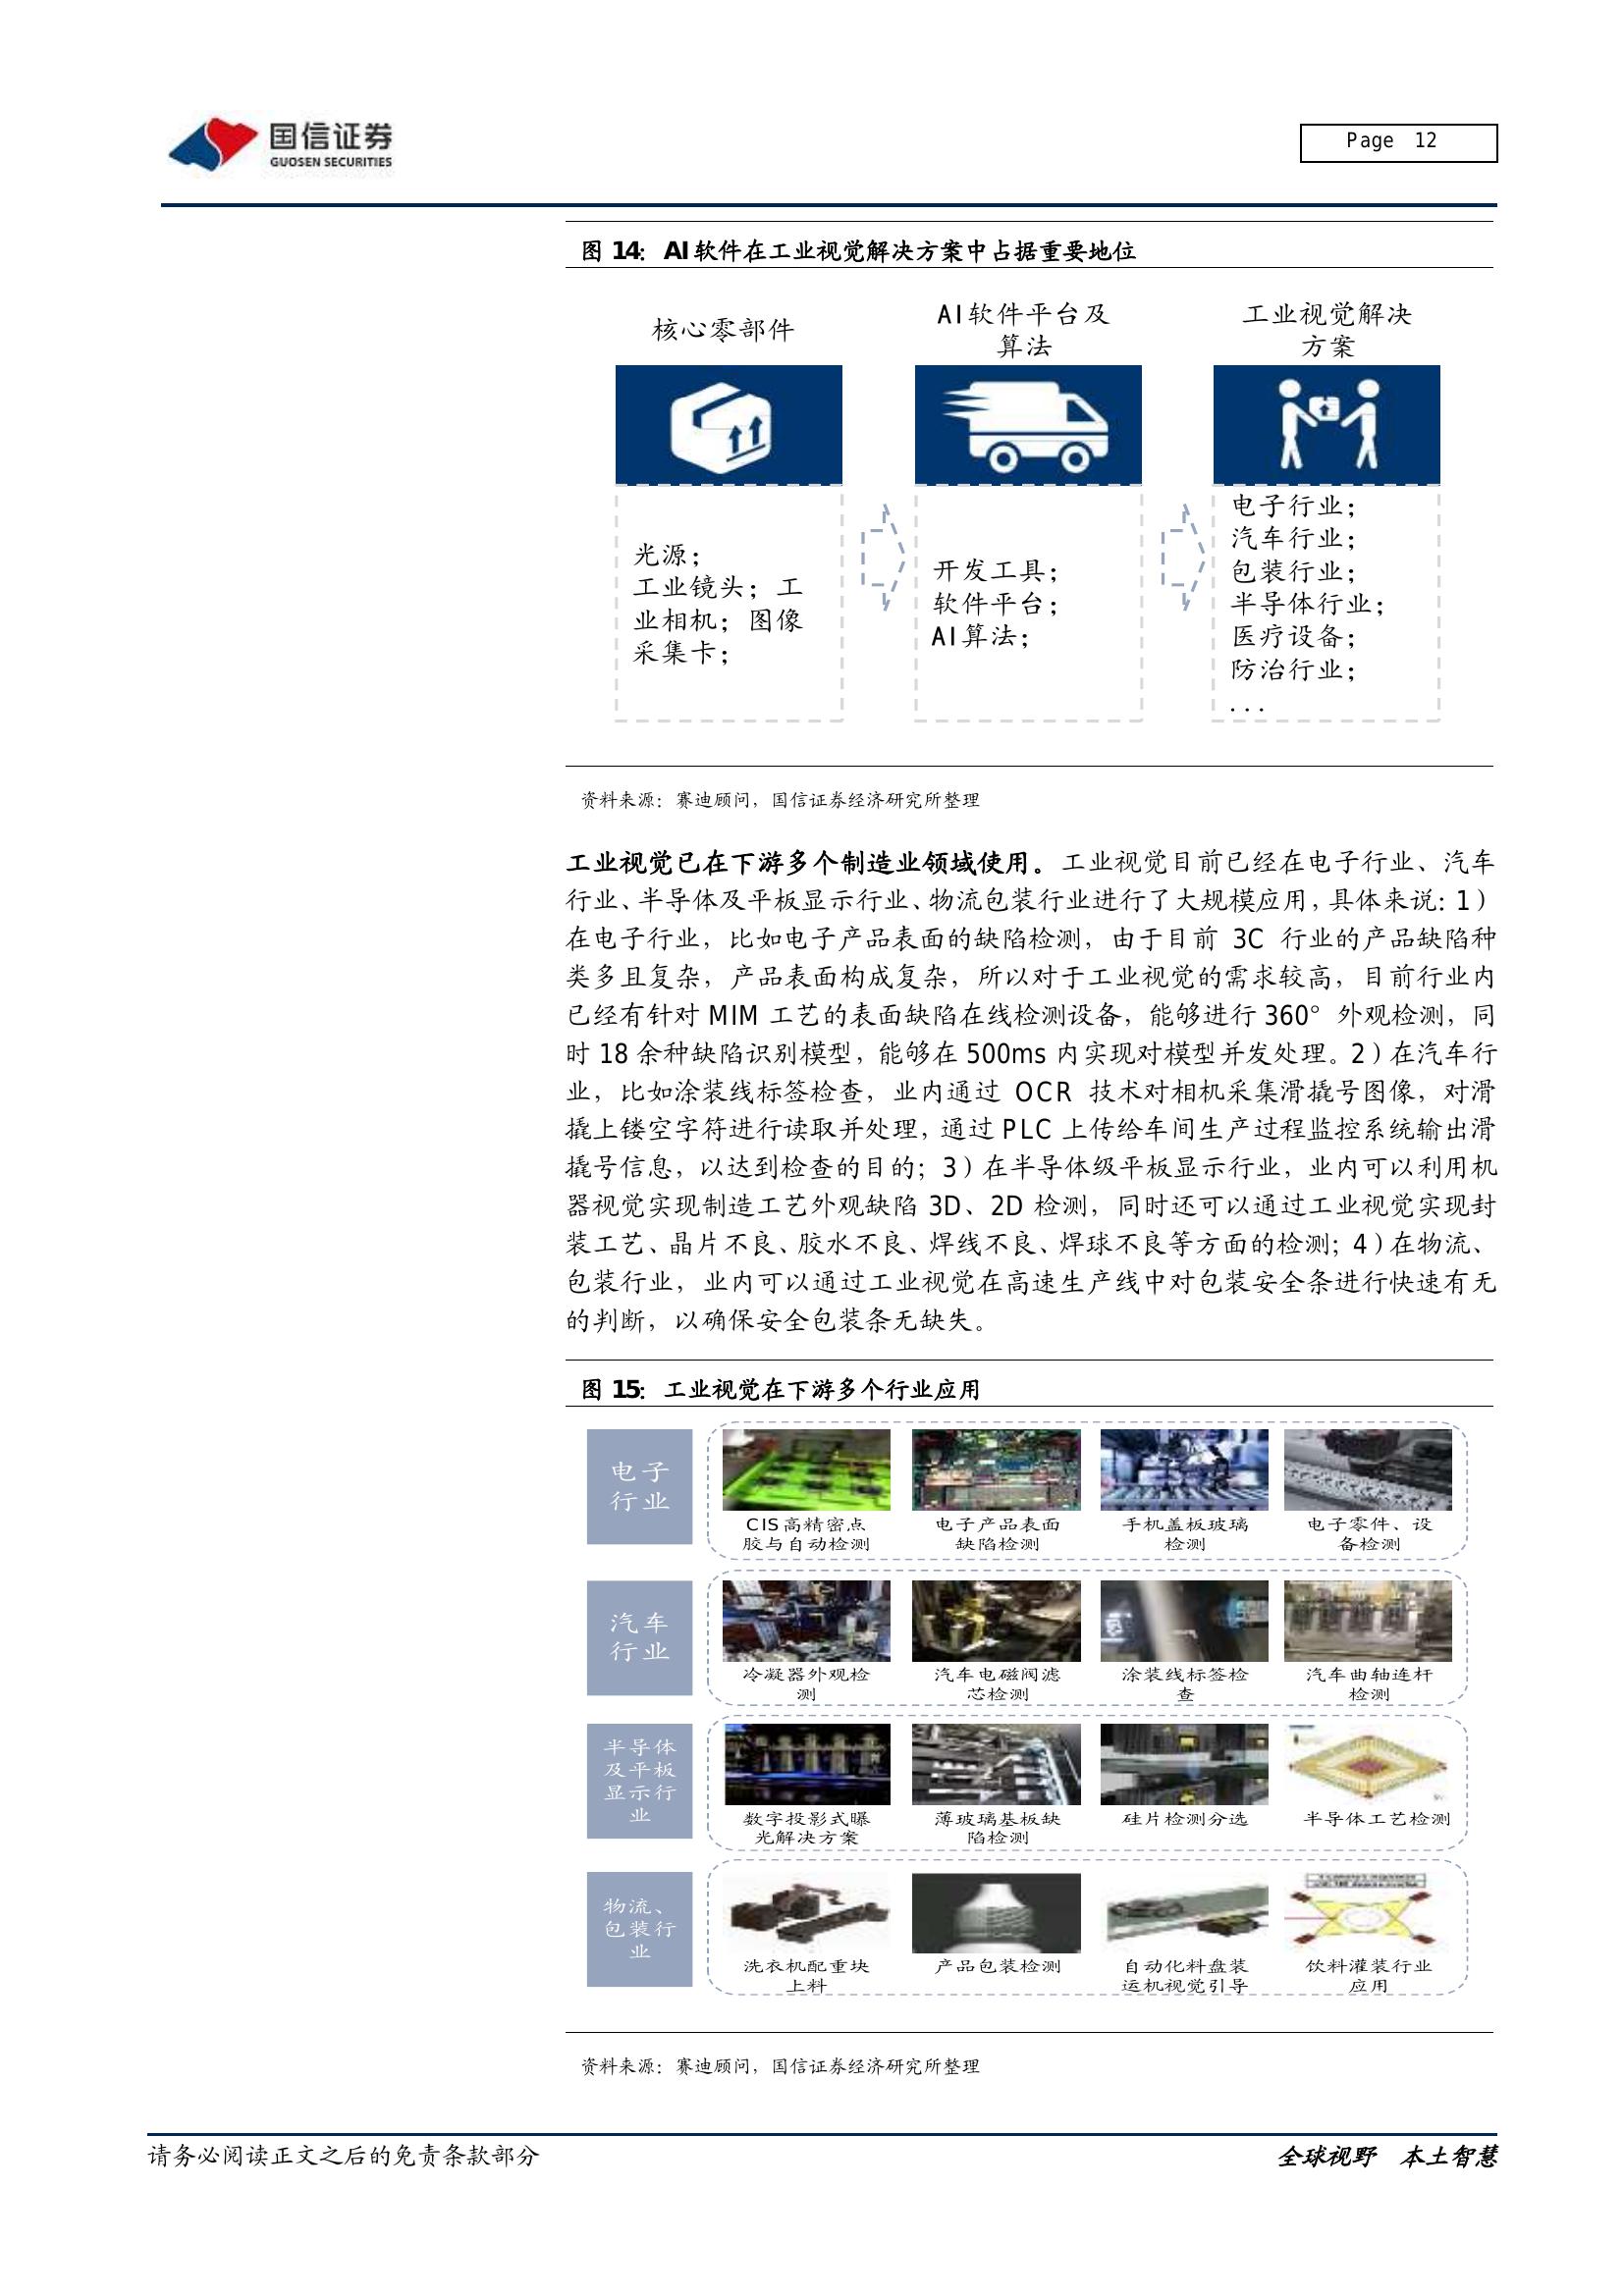 国信证券
GUOSEN SECURITIES
Page 12
图 14：AI 软件在工业视觉解决方案中占据重要地位
核心零部件
光源；
工业镜头；工
业相机；图像
采集卡；
AI 软件平台及
算法
开发工具；
软件平台；
AI 算法；
工业视觉解决
方案
电子行业；
汽车行业；
包装行业；
半导体行业；
医疗设备；
防治行业；
...
资料来源：赛迪顾问，国信证券经济研究所整理
工业视觉已在下游多个制造业领域使用。工业视觉目前已经在电子行业、汽车
行业、半导体及平板显示行业、物流包装行业进行了大规模应用，具体来说：1）
在电子行业，比如电子产品表面的缺陷检测，由于目前 3C 行业的产品缺陷种
类多且复杂，产品表面构成复杂，所以对于工业视觉的需求较高，目前行业内
已经有针对 MIM 工艺的表面缺陷在线检测设备，能够进行 360° 外观检测，同
时 18 余种缺陷识别模型，能够在 500ms 内实现对模型并发处理。2）在汽车行
业，比如涂装线标签检查，业内通过 OCR 技术对相机采集滑撬号图像，对滑
撬上镂空字符进行读取并处理，通过 PLC 上传给车间生产过程监控系统输出滑
撬号信息，以达到检查的目的；3）在半导体级平板显示行业，业内可以利用机
器视觉实现制造工艺外观缺陷 3D、2D 检测，同时还可以通过工业视觉实现封
装工艺、晶片不良、胶水不良、焊线不良、焊球不良等方面的检测；4）在物流、
包装行业，业内可以通过工业视觉在高速生产线中对包装安全条进行快速有无
的判断，以确保安全包装条无缺失。
图 15：工业视觉在下游多个行业应用
电子
行业
CIS 高精密点
胶与自动检测
电子产品表面
缺陷检测
手机盖板玻璃
检测
电子零件、设
备检测
汽车
行业
冷凝器外观检
测
汽车电磁阀滤
芯检测
涂装线标签检
查
汽车曲轴连杆
检测
半导体
及平板
显示行
业
数字投影式曝
光解决方案
薄玻璃基板缺
陷检测
硅片检测分选
半导体工艺检测
物流、
包装行
业
洗衣机配重块
上料
产品包装检测
自动化料盘装
运机视觉引导
饮料灌装行业
应用
资料来源：赛迪顾问，国信证券经济研究所整理
请务必阅读正文之后的免责条款部分
全球视野 本土智慧